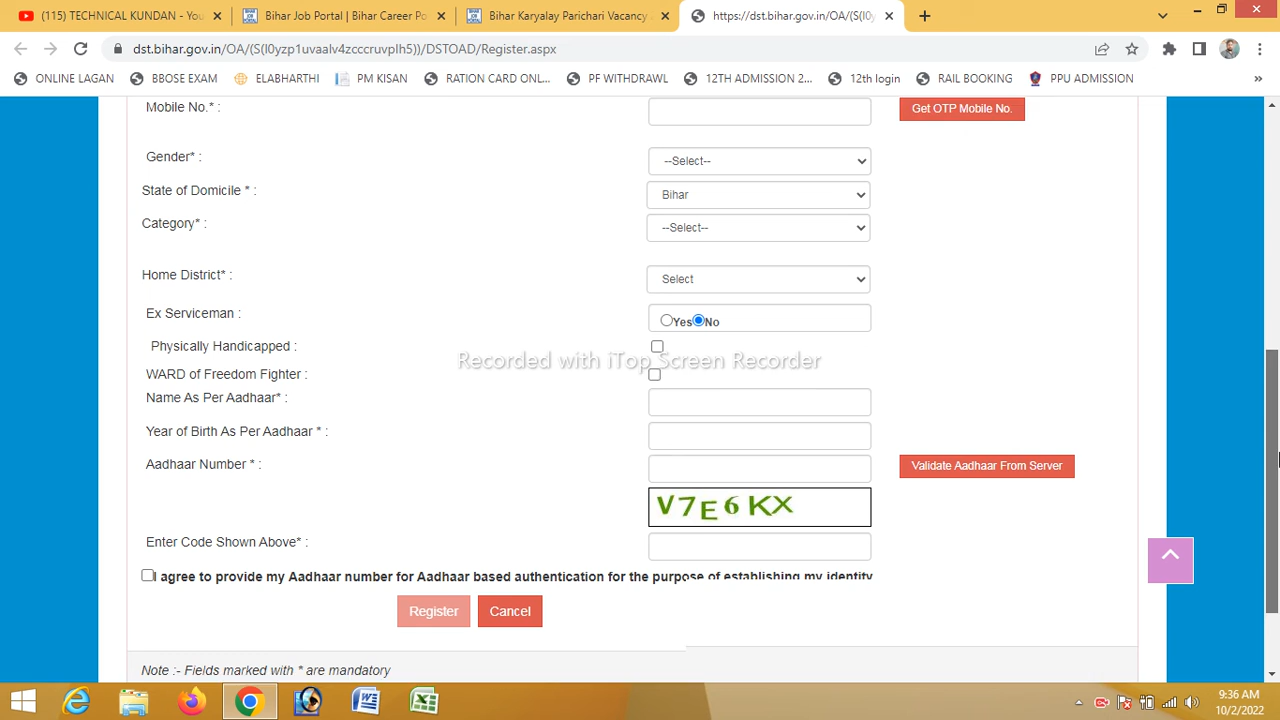 (115) TECHNICAL KUNDAN - You
Bihar Job Portal | Bihar Career Po
Bihar Karyalay Parichari Vacancy
https://dst.bihar.gov.in/OA/(S(l0y
dst.bihar.gov.in/OA/(S(l0yzp1uvaalv4zcccruvplh5))/DSTOAD/Register.aspx
ONLINE LAGAN
BBOSE EXAM
ELABHARTHI
PM KISAN
RATION CARD ONL...
PF WITHDRAWL
12TH ADMISSION 2...
12th login
RAIL BOOKING
PPU ADMISSION
»
Mobile No.* :
Get OTP Mobile No.
Gender* :
--Select--
State of Domicile * :
Bihar
Category* :
--Select--
Home District* :
Select
Ex Serviceman :
Yes No
Physically Handicapped :
Recorded with iTop Screen Recorder
WARD of Freedom Fighter :
Name As Per Aadhaar* :
Year of Birth As Per Aadhaar * :
Aadhaar Number * :
Validate Aadhaar From Server
V7E6KX
Enter Code Shown Above* :
I agree to provide my Aadhaar number for Aadhaar based authentication for the purpose of establishing my identity
Register
Cancel
Note :- Fields marked with * are mandatory
9:36 AM
10/2/2022